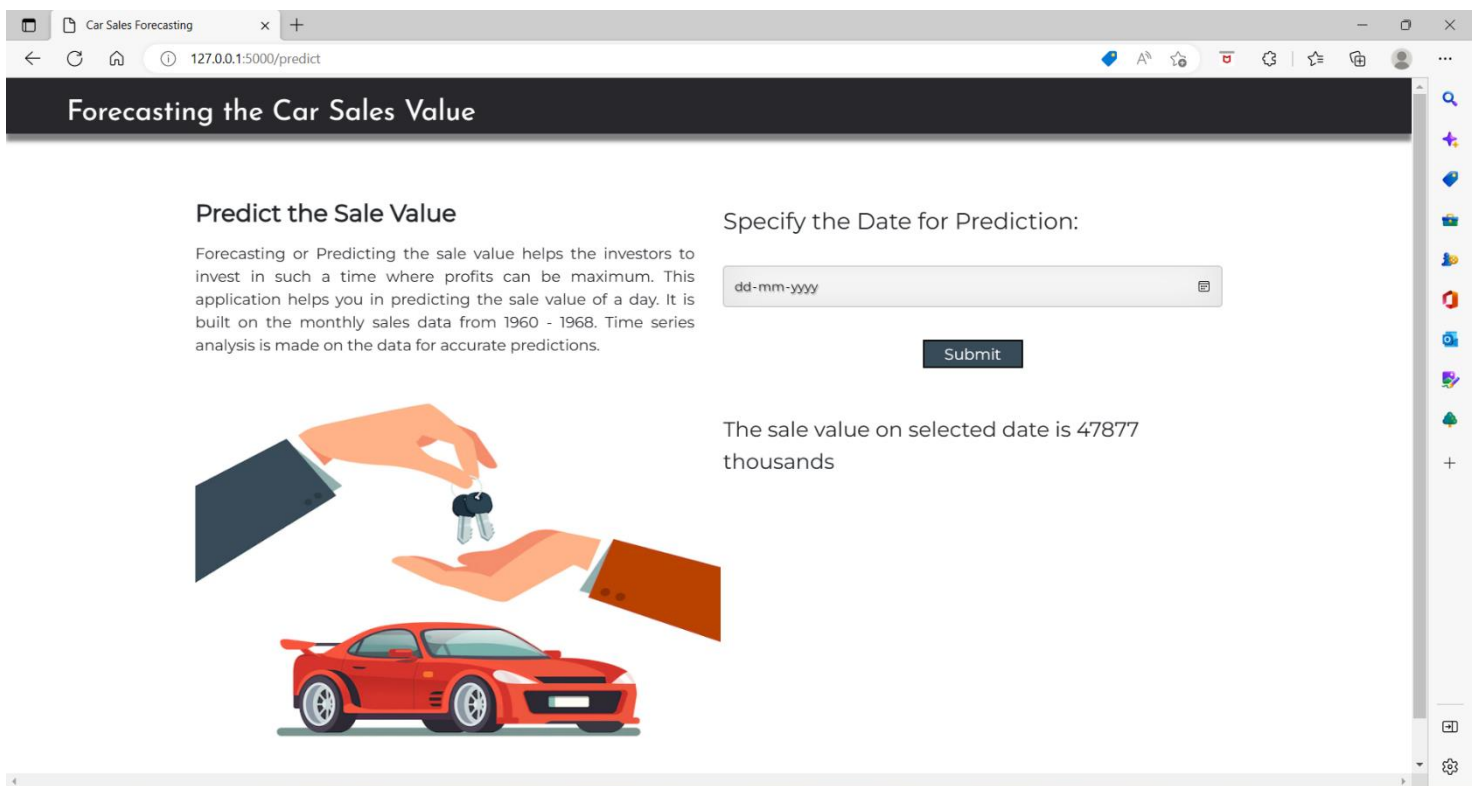 Car Sales Forecasting
127.0.0.1:5000/predict
Forecasting the Car Sales Value
Predict the Sale Value
Forecasting or Predicting the sale value helps the investors to
invest in such a time where profits can be maximum. This
application helps you in predicting the sale value of a day. It is
built on the monthly sales data from 1960 - 1968. Time series
analysis is made on the data for accurate predictions.
Specify the Date for Prediction:
dd-mm-yyyy
Submit
The sale value on selected date is 47877
thousands